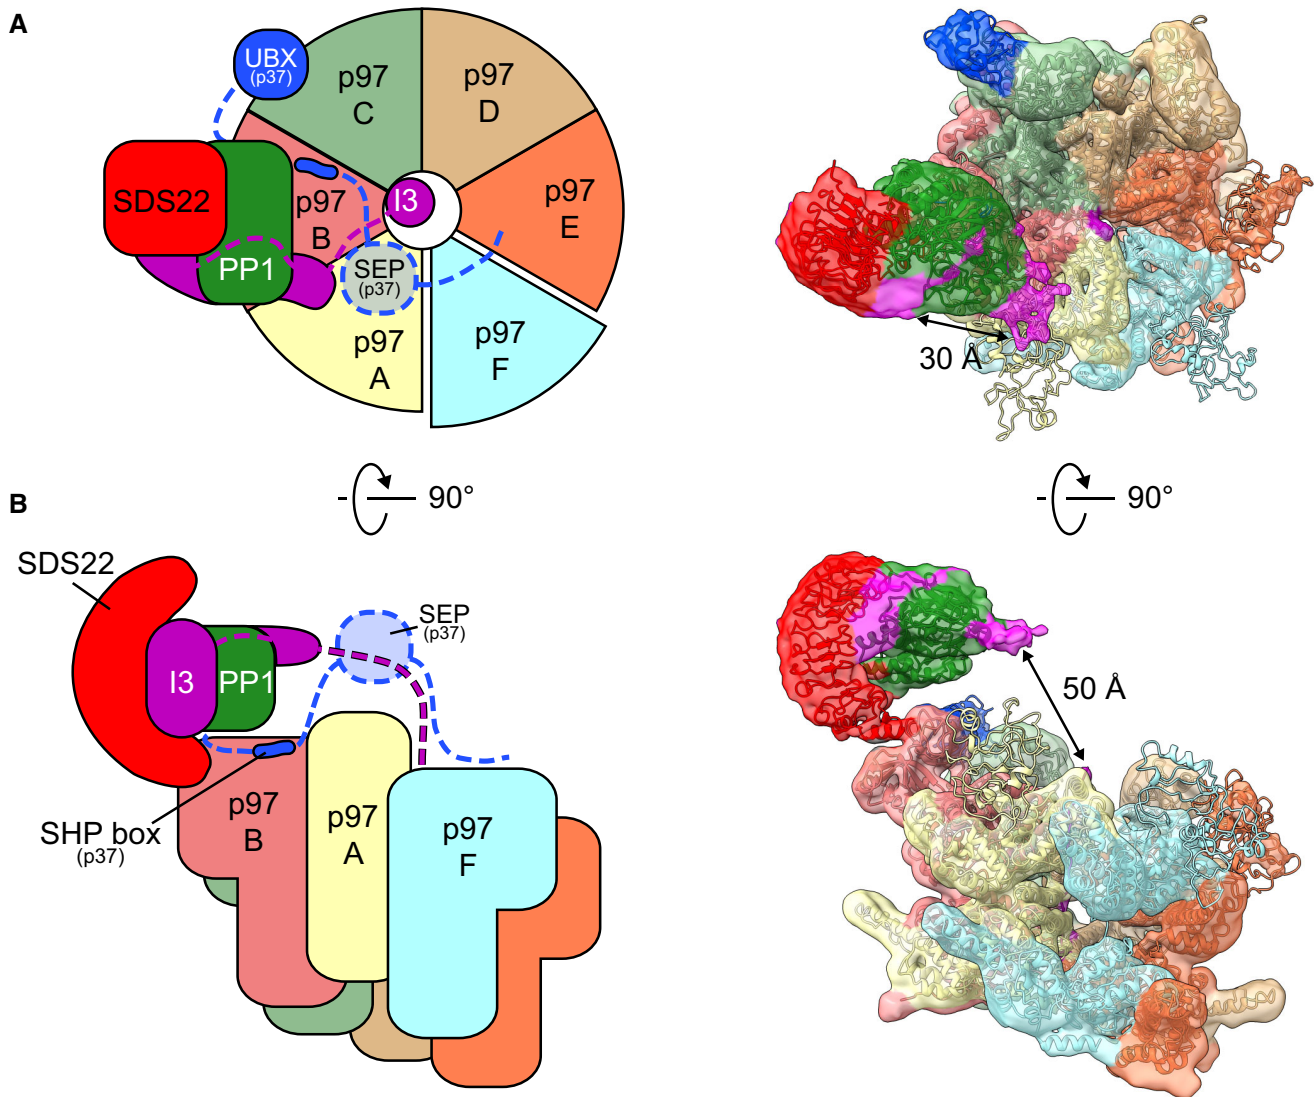 A
UBX
(p37)
p97
C
p97
D
SDS22
p97
B
I3
p97
E
PP1
SEP
(p37)
p97
A
p97
F
30 Å
90°
90°
B
SDS22
SEP
(p37)
I3
PP1
50 Å
SHP box
(p37)
p97
B
p97
A
p97
F